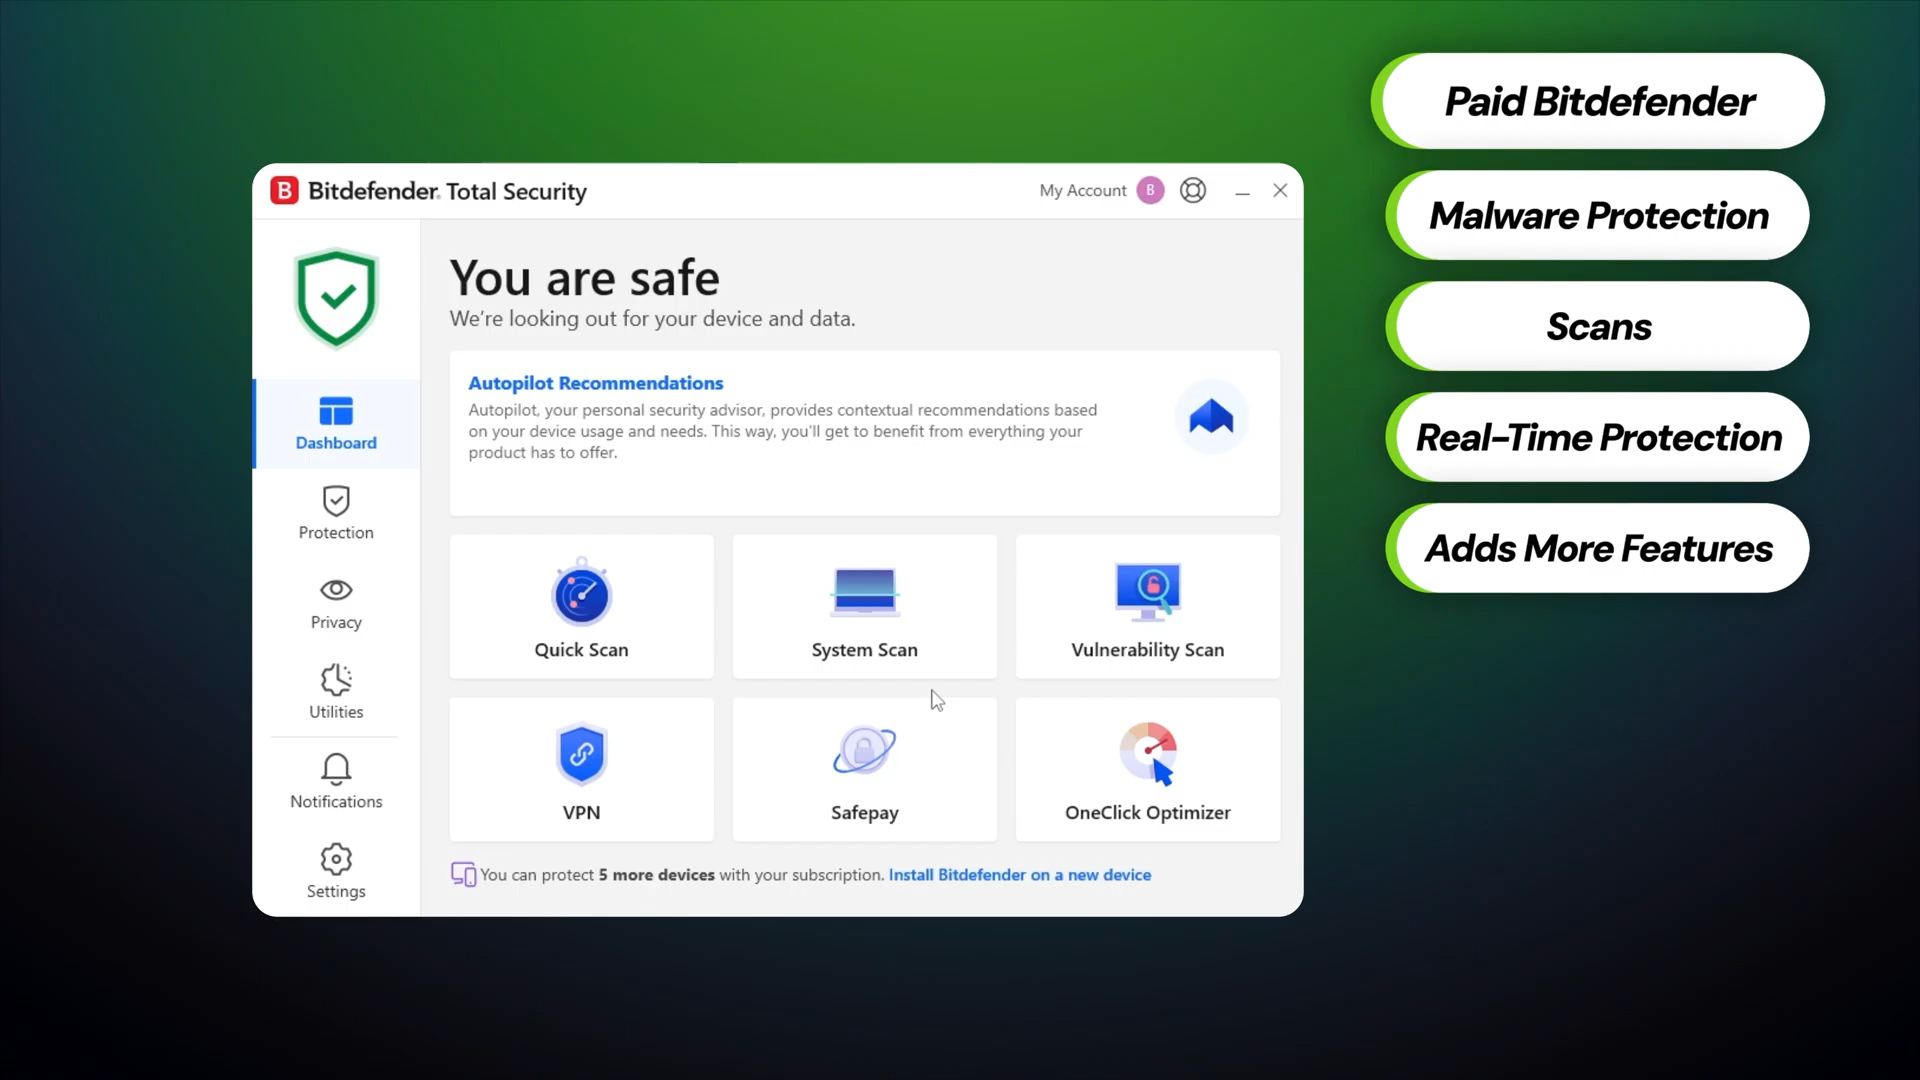 Paid Bitdefender
Malware Protection
Scans
Real-Time Protection
Adds More Features
B Bitdefender. Total Security
My Account B
You are safe
We're looking out for your device and data.
Autopilot Recommendations
Autopilot, your personal security advisor, provides contextual recommendations based
on your device usage and needs. This way, you'll get to benefit from everything your
product has to offer.
Dashboard
Protection
Privacy
Utilities
Notifications
Settings
Quick Scan
System Scan
Vulnerability Scan
VPN
Safepay
OneClick Optimizer
You can protect 5 more devices with your subscription. Install Bitdefender on a new device